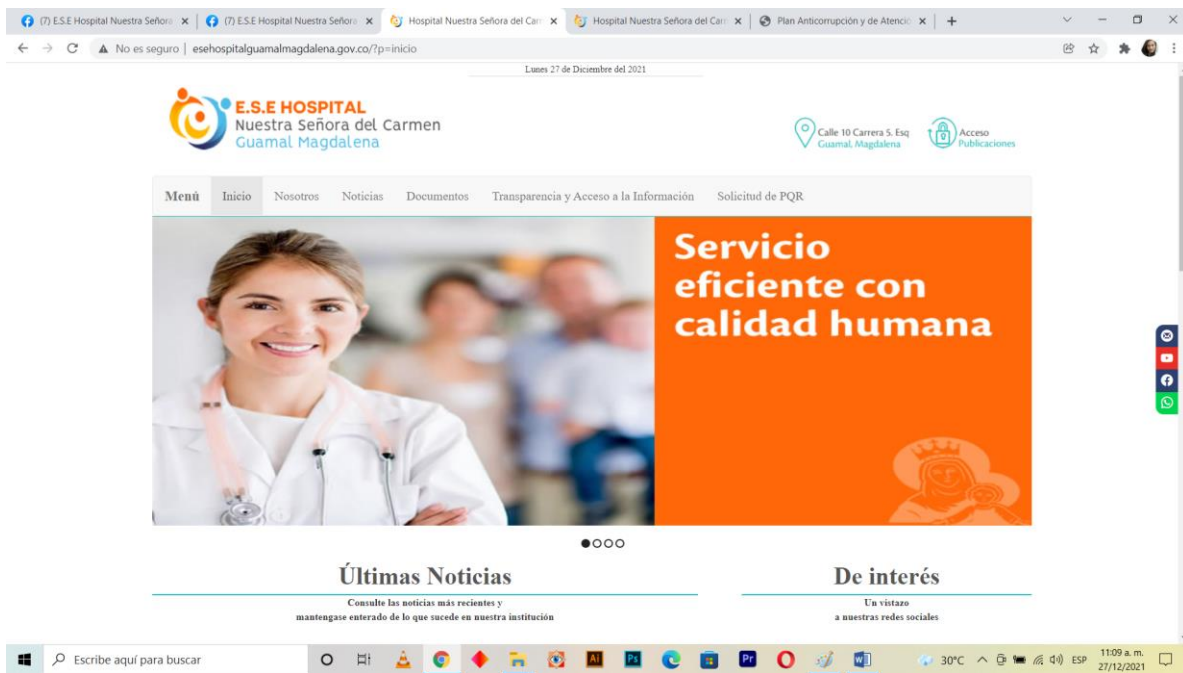 (7) E.S.E Hospital Nuestra Señora
(7) E.S.E Hospital Nuestra Señora
Hospital Nuestra Señora del Carm
Hospital Nuestra Señora del Carm
Plan Anticorrupción y de Atenció
No es seguro | esehospitalguamalmagdalena.gov.co/?p=inicio
Lunes 27 de Diciembre del 2021
E.S.E HOSPITAL
Nuestra Señora del Carmen
Guamal Magdalena
Calle 10 Carrera 5. Esq
Guamal, Magdalena
Acceso
Publicaciones
Menú Inicio Nosotros Noticias Documentos Transparencia y Acceso a la Información Solicitud de PQR
Servicio
eficiente con
calidad humana
Últimas Noticias
Consulte las noticias más recientes y
mantengase enterado de lo que sucede en nuestra institución
De interés
Un vistazo
a nuestras redes sociales
Escribe aquí para buscar
Ai
Ps
Pr
30°C
ESP
11:09 a. m.
27/12/2021